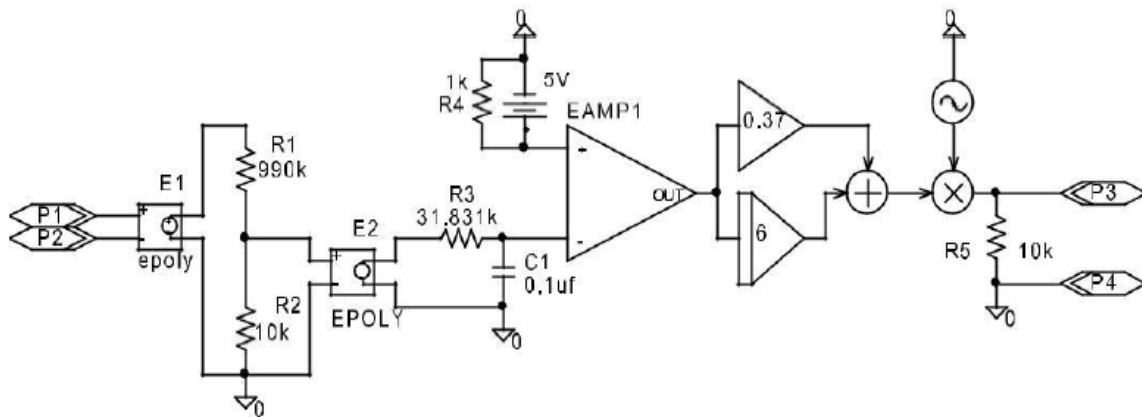 0
0
1k
R4
5V
EAMP1
R1
990k
0.37
E1
R3
31.831k
P1
P2
+
-
epoly
+
-
OUT
+
×
P3
E2
+
-
EPOLY
6
R5
10k
C1
0.1uf
R2
10k
P4
0
0
0